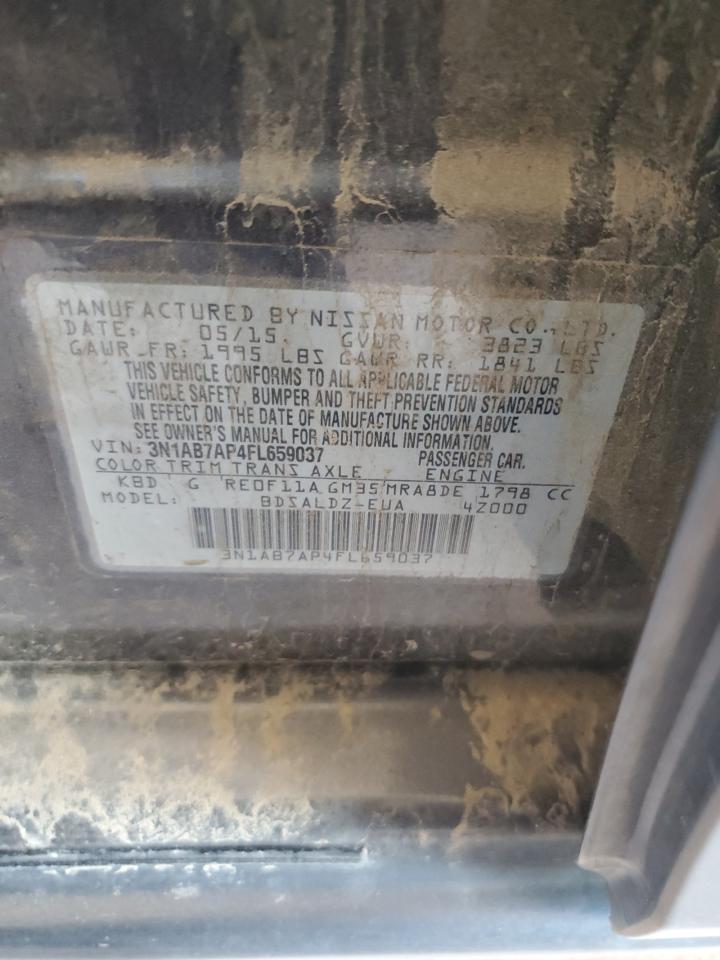 MANUFACTURED BY NISSAN MOTOR CO., LTD.
DATE: 05/15 GVWR: 3823 LBS
GAWR FR: 1995 LBS GAWR RR: 1841 LBS
THIS VEHICLE CONFORMS TO ALL APPLICABLE FEDERAL MOTOR
VEHICLE SAFETY, BUMPER AND THEFT PREVENTION STANDARDS
IN EFFECT ON THE DATE OF MANUFACTURE SHOWN ABOVE.
SEE OWNER'S MANUAL FOR ADDITIONAL INFORMATION.
VIN: 3N1AB7AP4FL659037 PASSENGER CAR.
COLOR TRIM TRANS AXLE ENGINE
KBD G RE0F11A GM35 MRA8DE 1798 CC
MODEL: BDSALDZ-EUA 4Z000
3N1AB7AP4FL659037